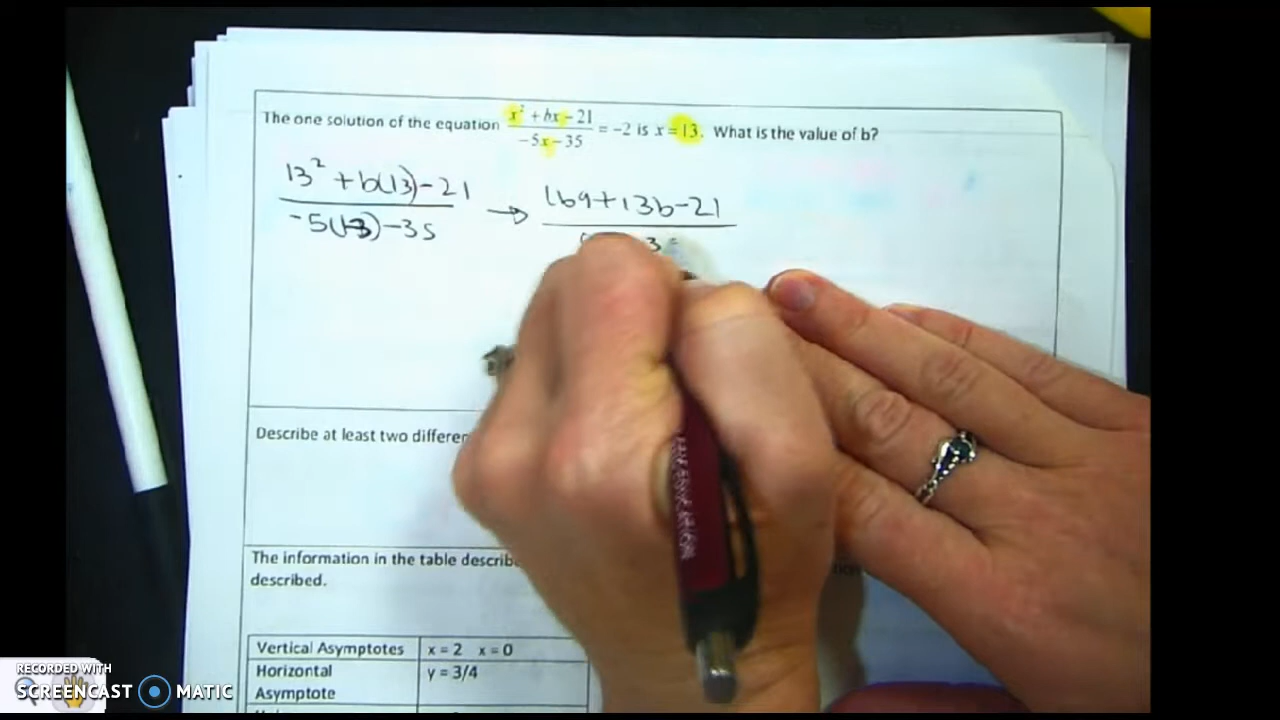 The one solution of the equation x² + bx - 21 / -5x - 35 = -2 is x = 13. What is the value of b?
13² + b(13) - 21 / -5(13) - 35 → 169 + 13b - 21
Describe at least two
The information in the table
described.
Vertical Asymptotes x = 2 x = 0
Horizontal Asymptote y = 3/4
RECORDED WITH
SCREENCAST MATIC